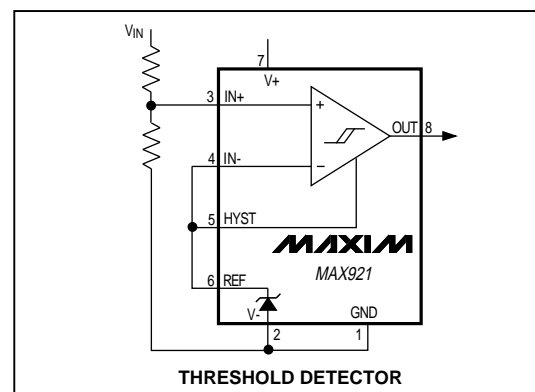 VIN
7
V+
3 IN+
+
OUT 8
4 IN-
−
5 HYST
MAXIM
MAX921
6 REF
V-
GND
2
1
THRESHOLD DETECTOR